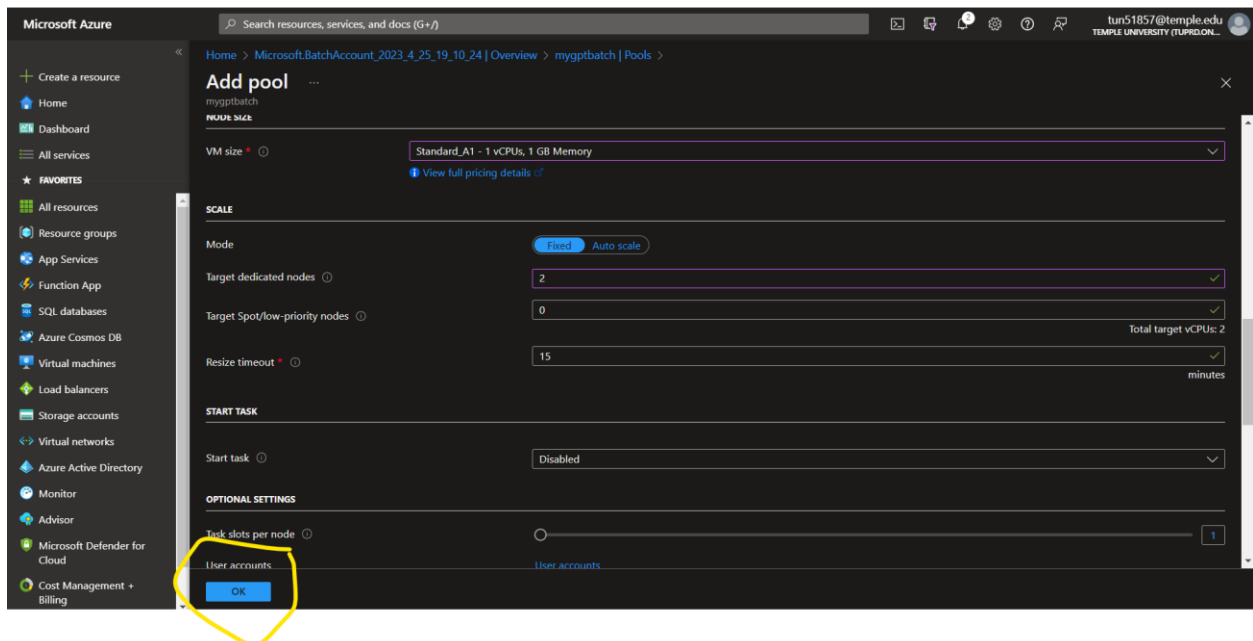 Microsoft Azure
Search resources, services, and docs (G+/)
2
tun51857@temple.edu
TEMPLE UNIVERSITY (TUPRD.ON...
«
Create a resource
Home
Dashboard
All services
FAVORITES
All resources
Resource groups
App Services
Function App
SQL databases
Azure Cosmos DB
Virtual machines
Load balancers
Storage accounts
Virtual networks
Azure Active Directory
Monitor
Advisor
Microsoft Defender for
Cloud
Cost Management +
Billing
Home > Microsoft.BatchAccount_2023_4_25_19_10_24 | Overview > mygptbatch | Pools >
Add pool ...
mygptbatch
NODE SIZE
VM size * Standard_A1 - 1 vCPUs, 1 GB Memory
View full pricing details
SCALE
Mode Fixed Auto scale
Target dedicated nodes 2
Target Spot/low-priority nodes 0
Total target vCPUs: 2
Resize timeout * 15
minutes
START TASK
Start task Disabled
OPTIONAL SETTINGS
Task slots per node 1
User accounts User accounts
OK